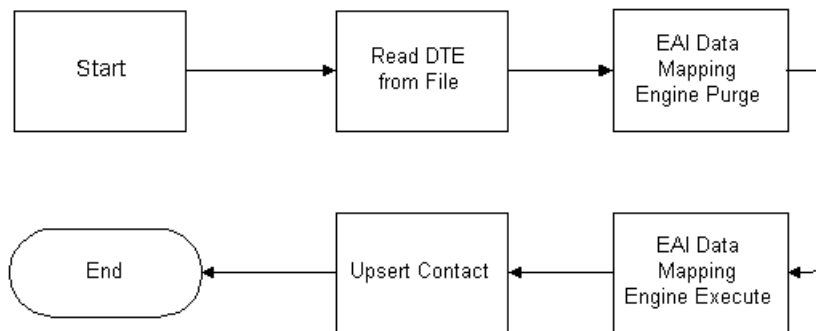 Start
Read DTE
from File
EAI Data
Mapping
Engine Purge
EAI Data
Mapping
Engine Execute
Upsert Contact
End